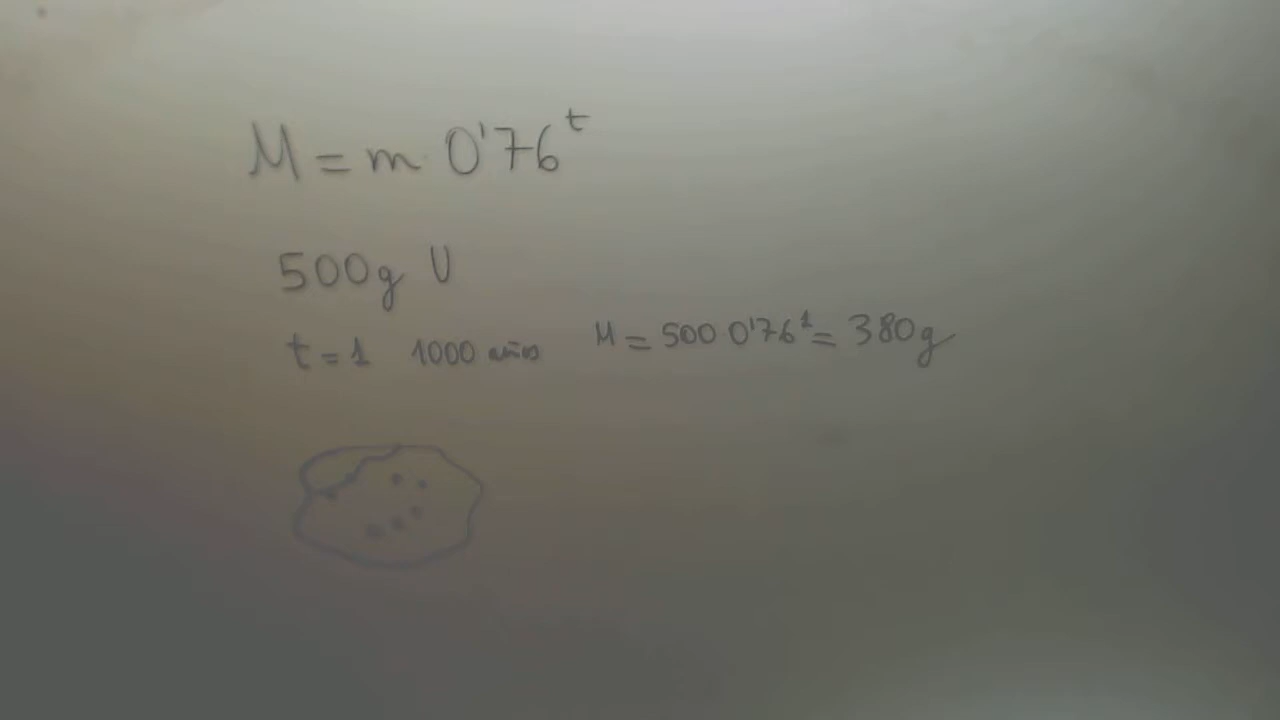 M = m · 0'76^t
500g U
t = 1 1000 años M = 500 · 0'76^1 = 380g